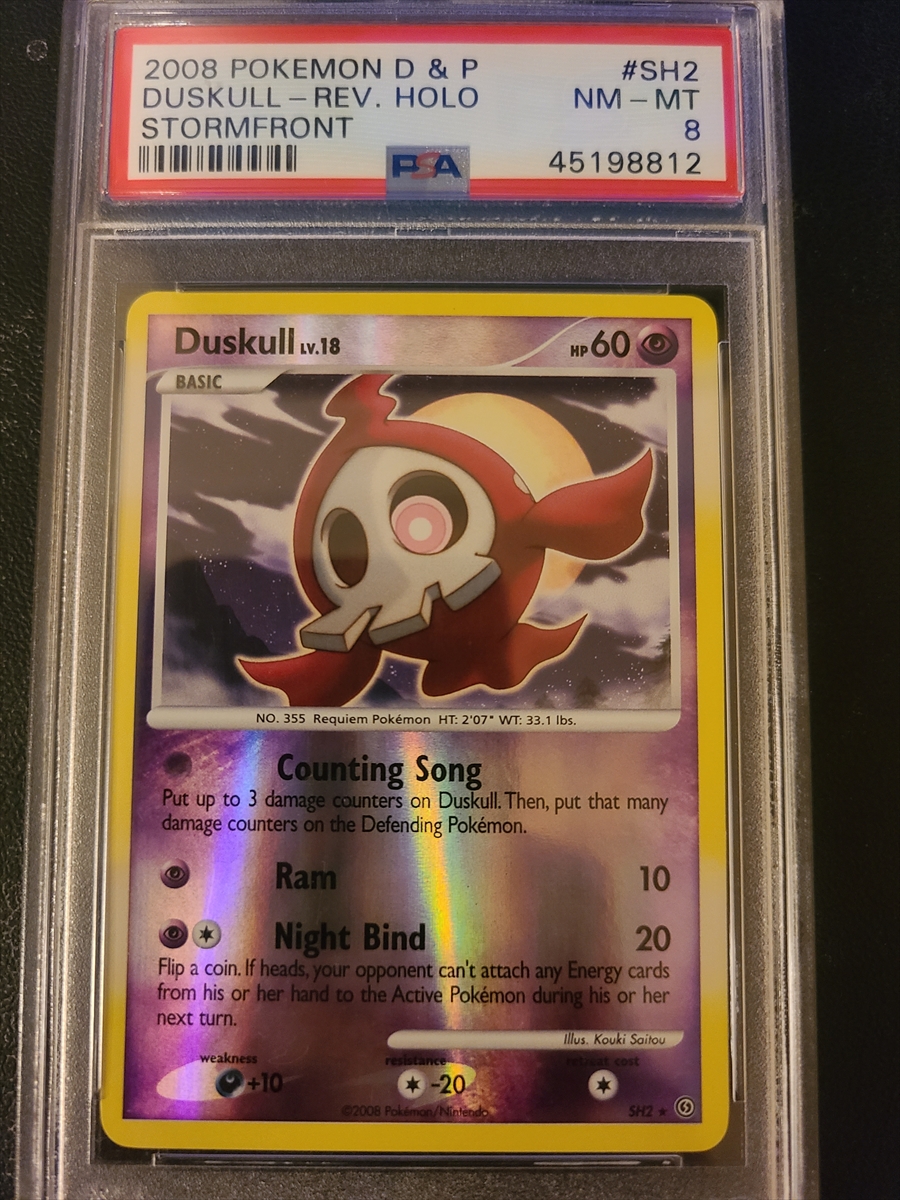 2008 POKEMON D & P #SH2
DUSKULL – REV. HOLO NM – MT
STORMFRONT 8
PSA 45198812
Duskull LV.18 HP 60
BASIC
NO. 355 Requiem Pokémon HT: 2'07" WT: 33.1 lbs.
Counting Song
Put up to 3 damage counters on Duskull. Then, put that many
damage counters on the Defending Pokémon.
Ram 10
Night Bind 20
Flip a coin. If heads, your opponent can't attach any Energy cards
from his or her hand to the Active Pokémon during his or her
next turn.
Illus. Kouki Saitou
weakness resistance retreat cost
+10 -20
©2008 Pokémon/Nintendo SH2 ★